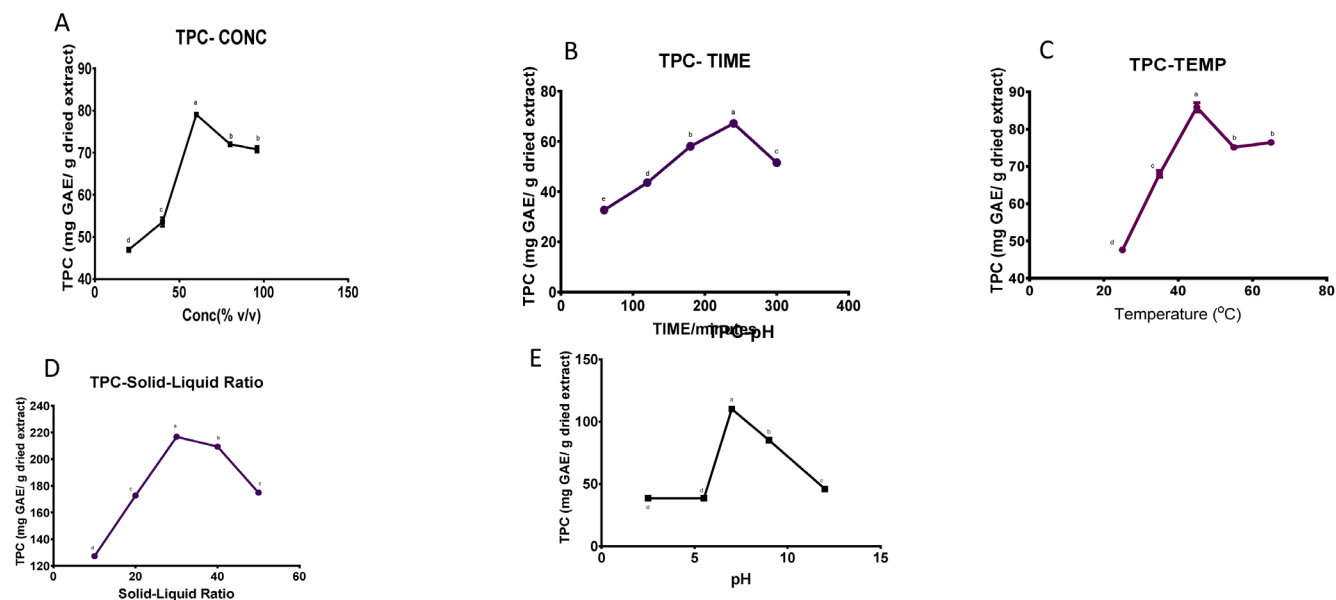 A
TPC- CONC
TPC (mg GAE/ g dried extract)
90
80
70
60
50
40
a
b
b
c
d
0
50
100
150
Conc(% v/v)
B
TPC- TIME
TPC (mg GAE/ g dried extract)
80
60
40
20
0
a
b
c
d
e
0
100
200
300
400
TIME/minutes
C
TPC-TEMP
TPC (mg GAE/ g dried extract)
90
80
70
60
50
40
a
b
b
c
d
0
20
40
60
80
Temperature (°C)
D
TPC-Solid-Liquid Ratio
TPC (mg GAE/ g dried extract)
240
220
200
180
160
140
120
a
b
c
c
d
0
20
40
60
Solid-Liquid Ratio
E
TPC-pH
TPC (mg GAE/ g dried extract)
150
100
50
0
a
b
c
d
d
0
5
10
15
pH